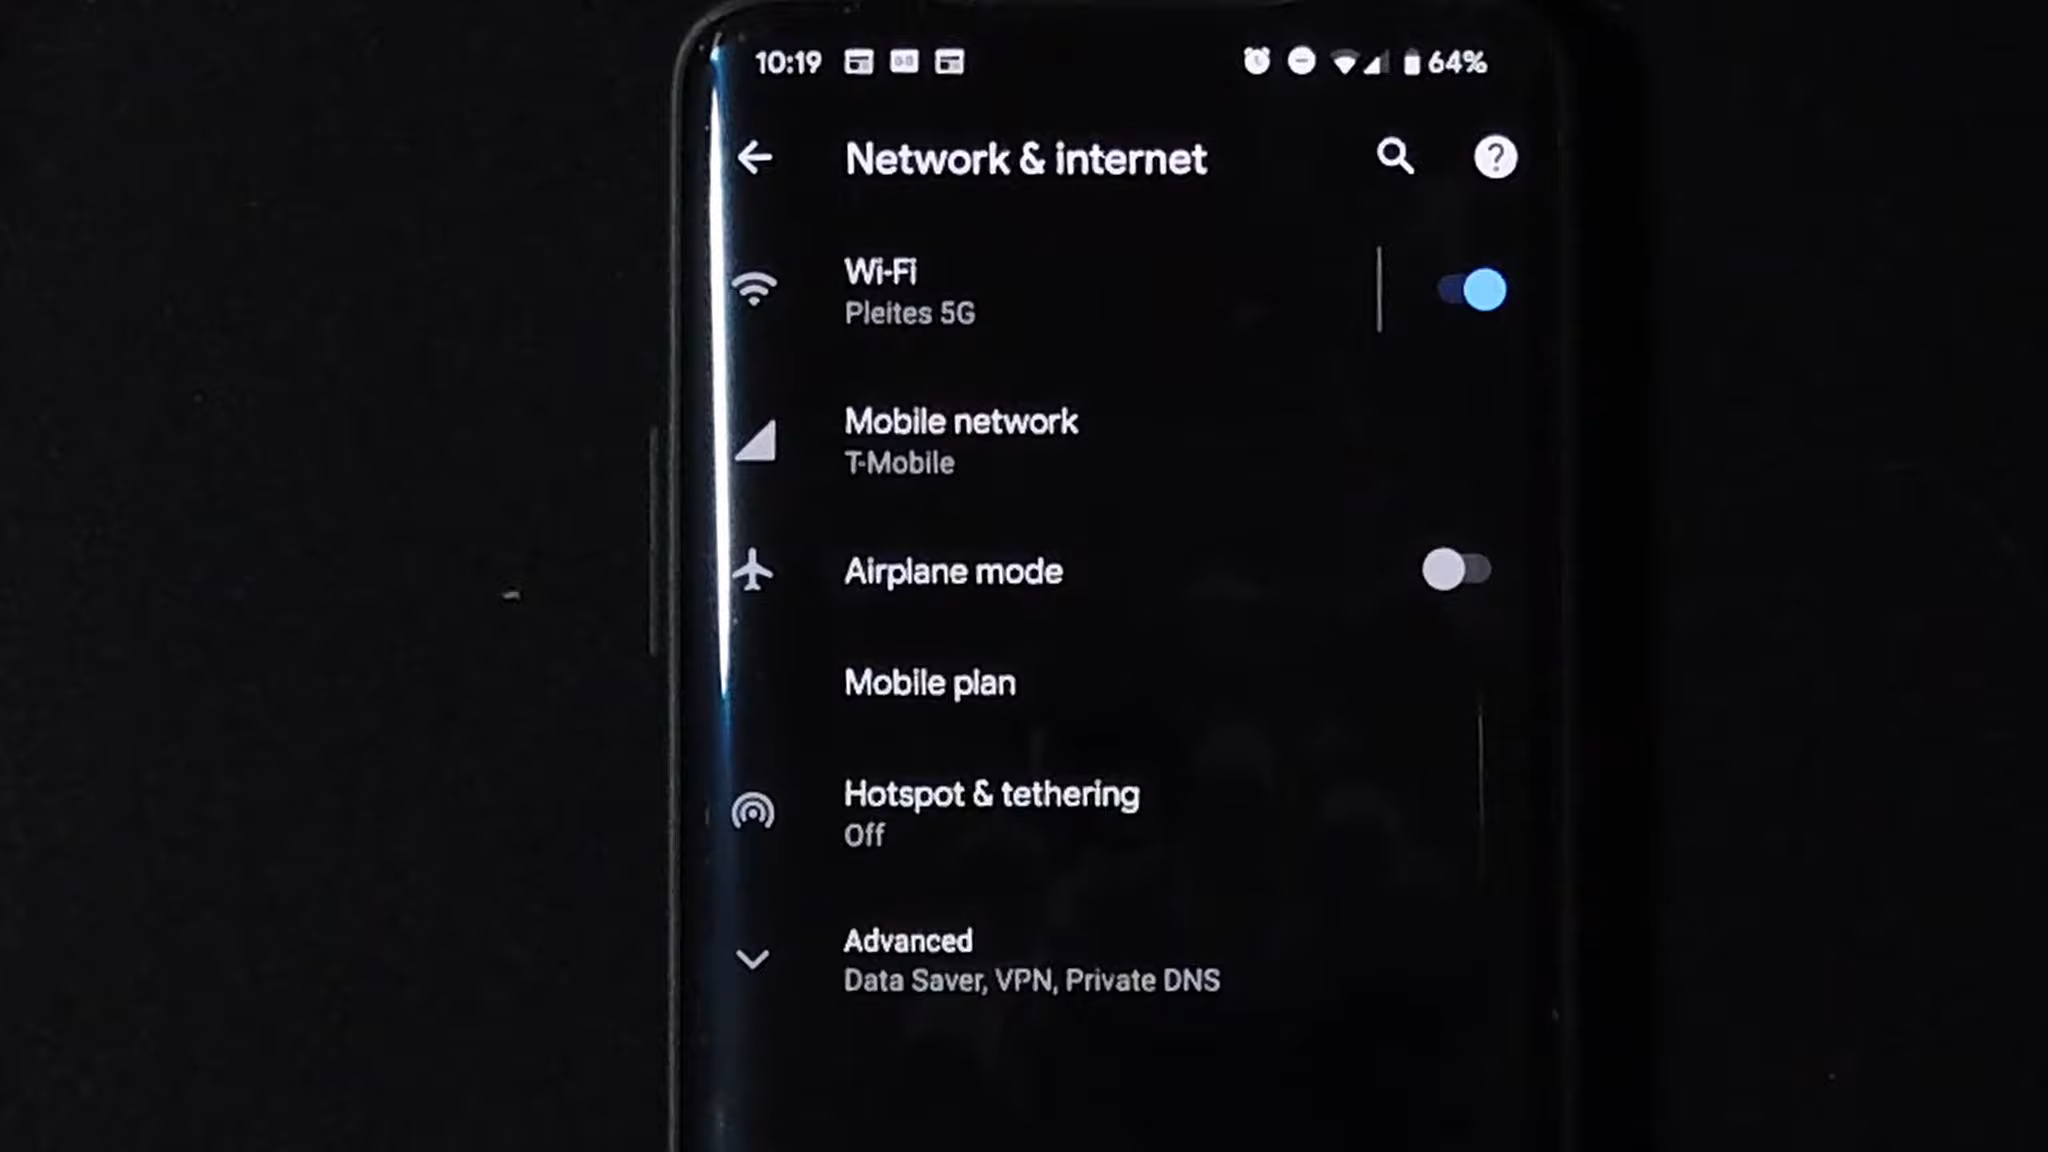 10:19 64%
Network & internet
Wi-Fi
Pleites 5G
Mobile network
T-Mobile
Airplane mode
Mobile plan
Hotspot & tethering
Off
Advanced
Data Saver, VPN, Private DNS